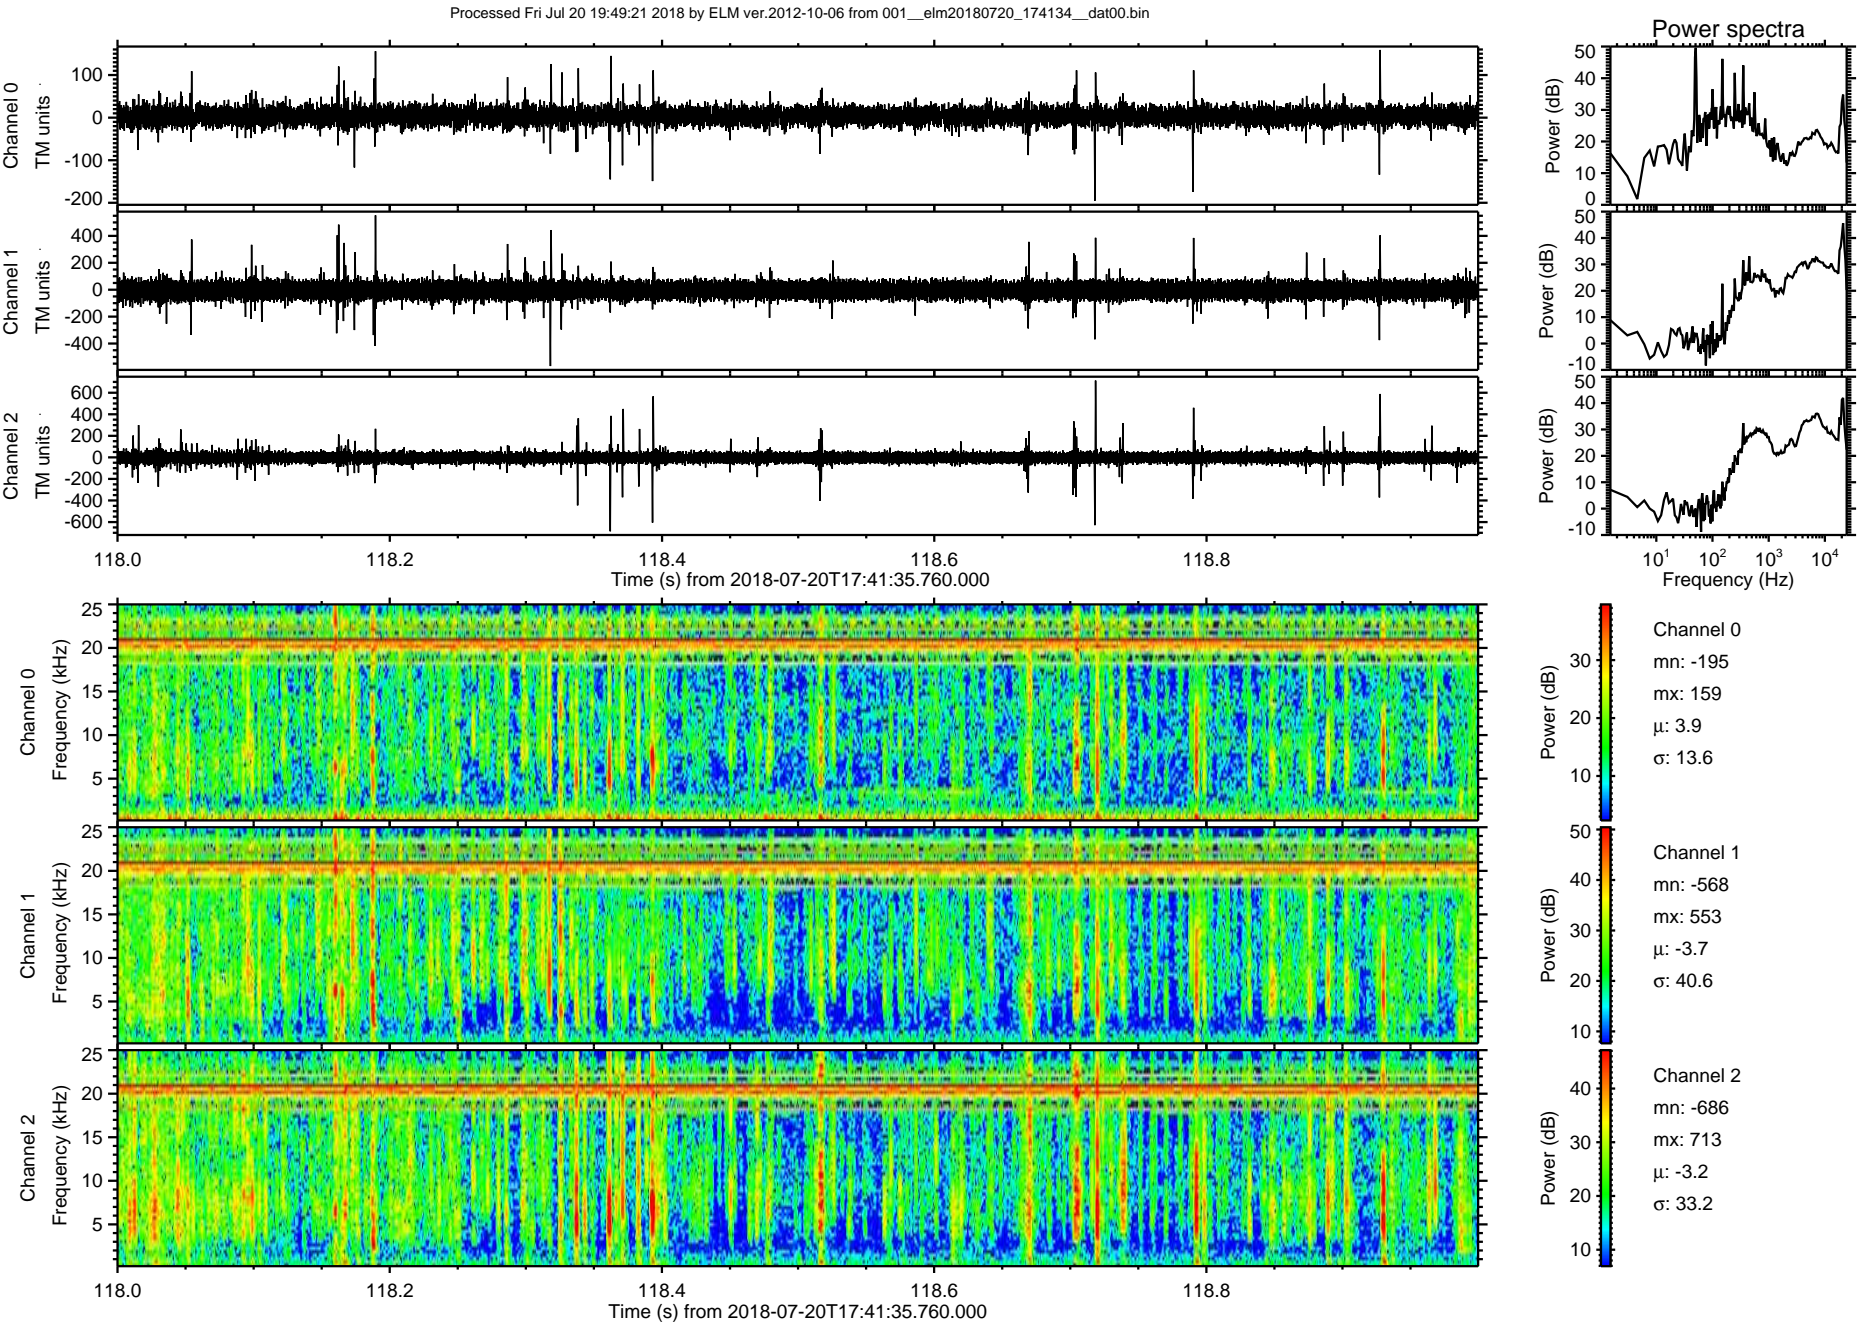 Processed Fri Jul 20 19:49:21 2018 by ELM ver.2012-10-06 from 001__elm20180720_174134__dat00.bin
Power spectra
Channel 0
TM units
100
0
-100
-200
Power (dB)
50
40
30
20
10
0
Channel 1
TM units
400
200
0
-200
-400
Power (dB)
50
40
30
20
10
0
-10
Channel 2
TM units
600
400
200
0
-200
-400
-600
Power (dB)
50
40
30
20
10
0
-10
118.0 118.2 118.4 118.6 118.8
Time (s) from 2018-07-20T17:41:35.760.000
10¹ 10² 10³ 10⁴
Frequency (Hz)
Channel 0
Frequency (kHz)
25
20
15
10
5
Power (dB)
30
20
10
Channel 0
mn: -195
mx: 159
µ: 3.9
σ: 13.6
Channel 1
Frequency (kHz)
25
20
15
10
5
Power (dB)
50
40
30
20
10
Channel 1
mn: -568
mx: 553
µ: -3.7
σ: 40.6
Channel 2
Frequency (kHz)
25
20
15
10
5
Power (dB)
40
30
20
10
Channel 2
mn: -686
mx: 713
µ: -3.2
σ: 33.2
118.0 118.2 118.4 118.6 118.8
Time (s) from 2018-07-20T17:41:35.760.000